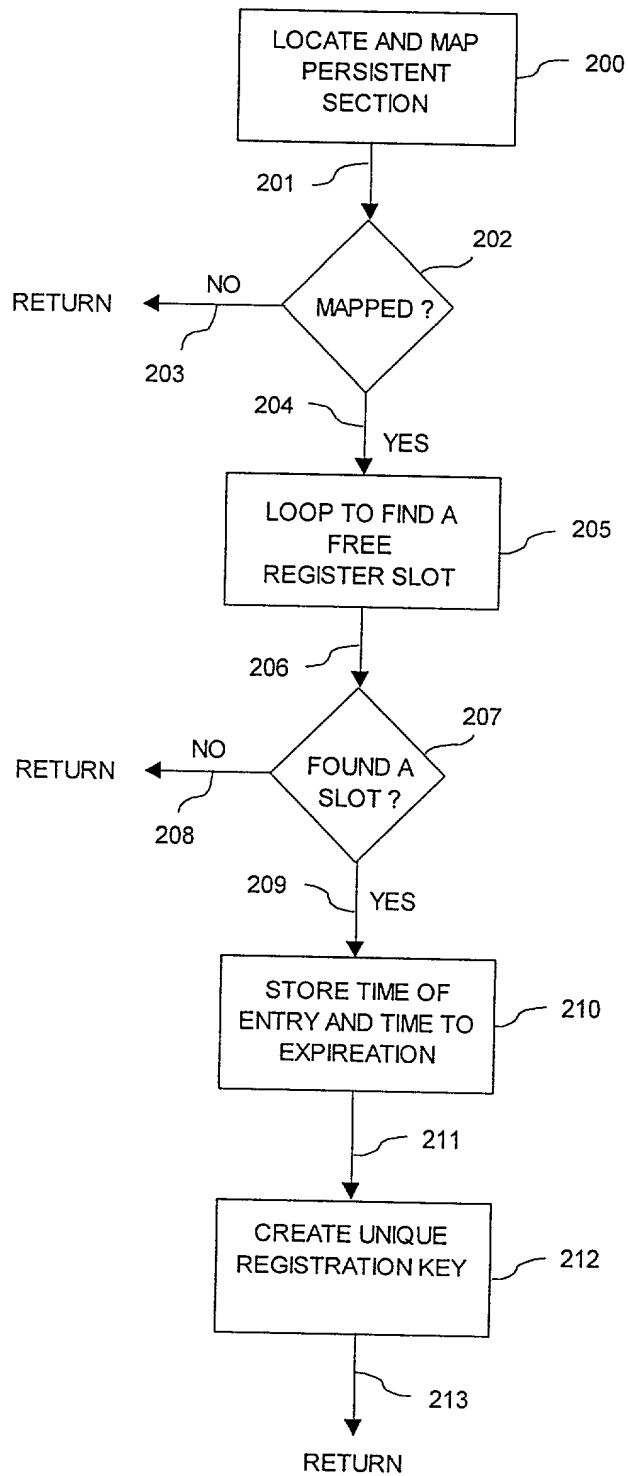 LOCATE AND MAP
PERSISTENT
SECTION
200
201
202
NO
RETURN
MAPPED ?
203
204
YES
LOOP TO FIND A
FREE
REGISTER SLOT
205
206
207
NO
RETURN
FOUND A
SLOT ?
208
209
YES
STORE TIME OF
ENTRY AND TIME TO
EXPIREATION
210
211
CREATE UNIQUE
REGISTRATION KEY
212
213
RETURN